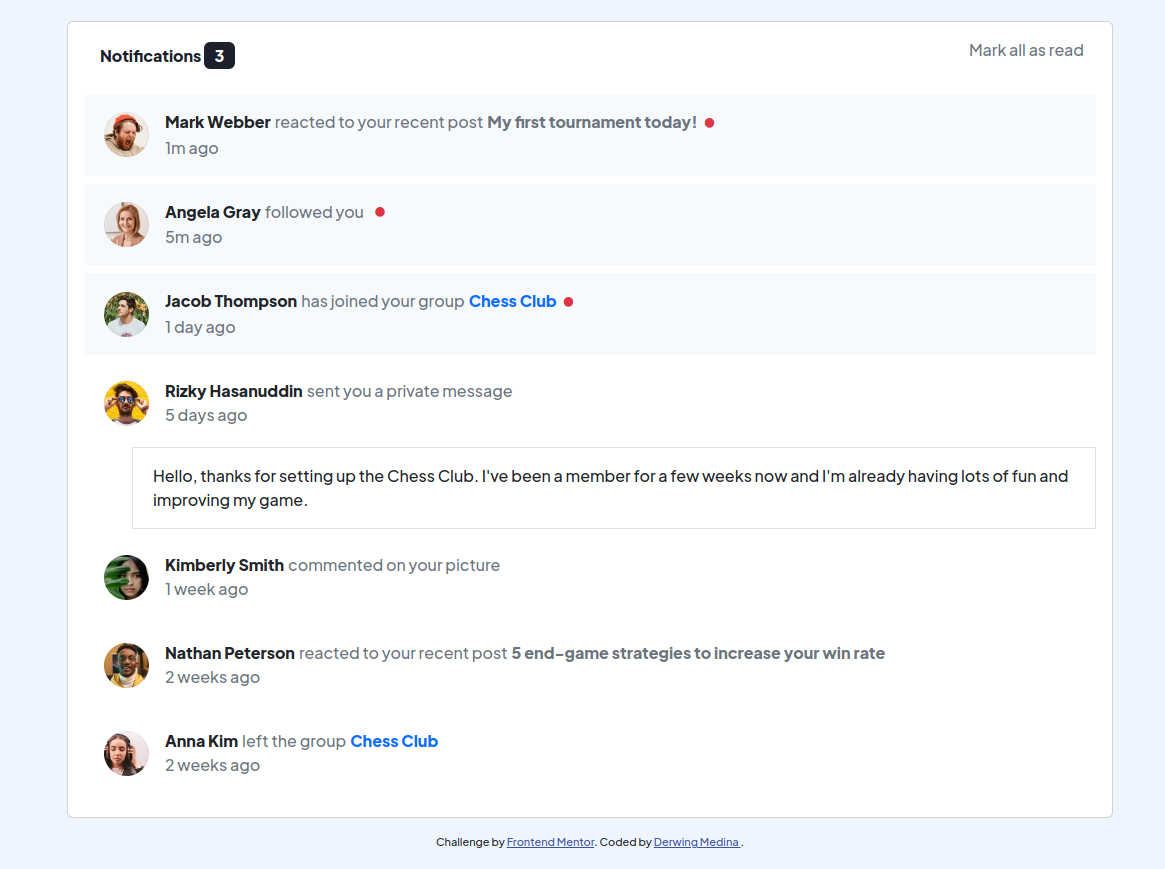 Notifications 3
Mark all as read
Mark Webber reacted to your recent post My first tournament today!
1m ago
Angela Gray followed you
5m ago
Jacob Thompson has joined your group Chess Club
1 day ago
Rizky Hasanuddin sent you a private message
5 days ago
Hello, thanks for setting up the Chess Club. I've been a member for a few weeks now and I'm already having lots of fun and
improving my game.
Kimberly Smith commented on your picture
1 week ago
Nathan Peterson reacted to your recent post 5 end-game strategies to increase your win rate
2 weeks ago
Anna Kim left the group Chess Club
2 weeks ago
Challenge by Frontend Mentor. Coded by Derwing Medina .